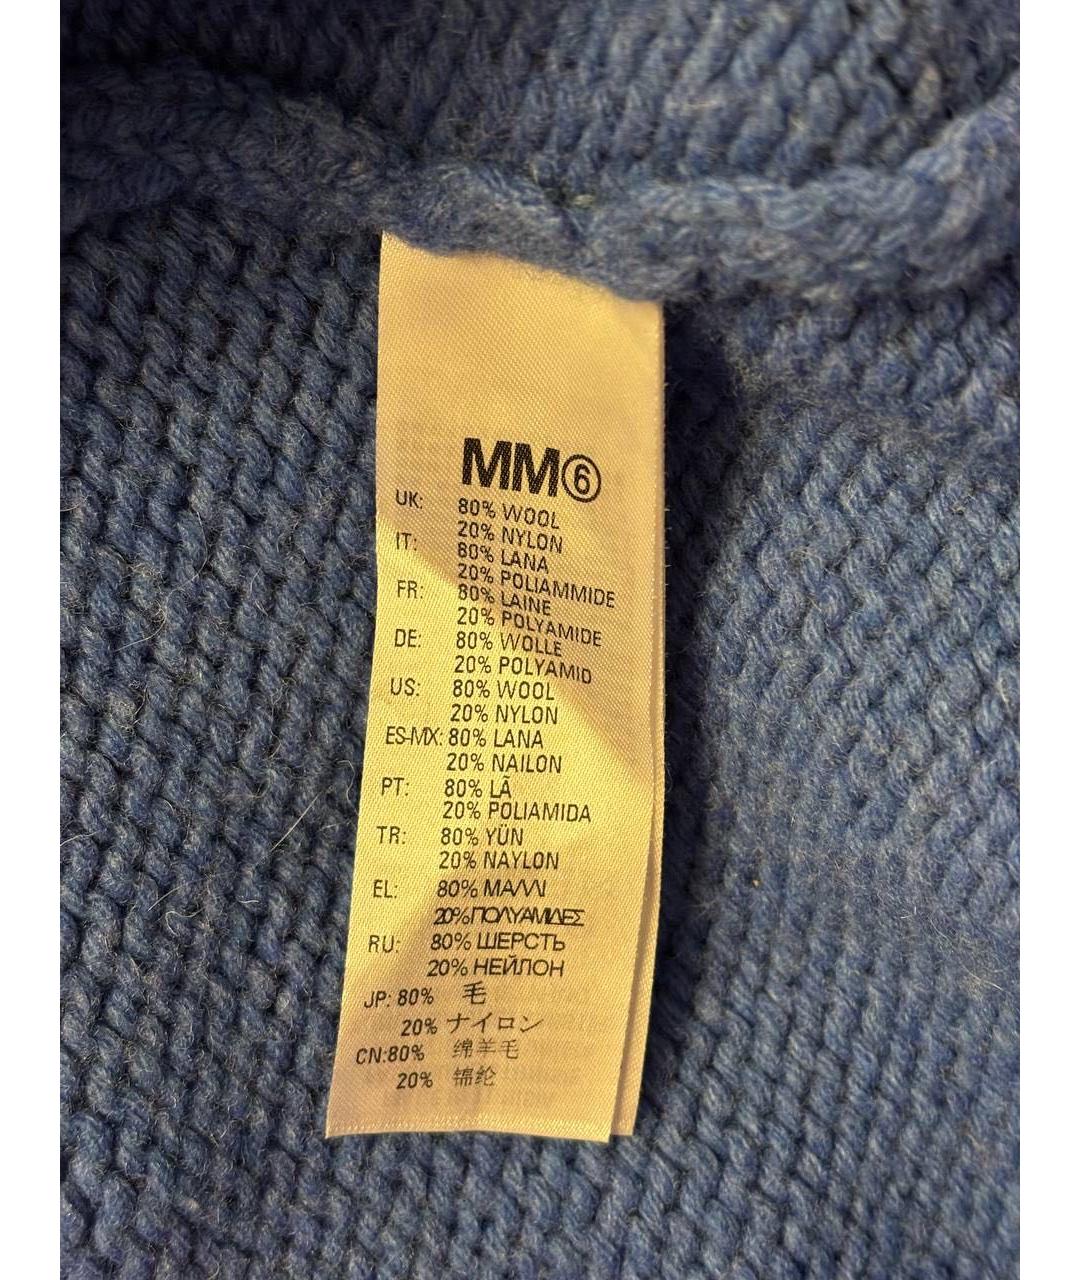 MM⑥
UK: 80% WOOL
20% NYLON
IT: 80% LANA
20% POLIAMMIDE
FR: 80% LAINE
20% POLYAMIDE
DE: 80% WOLLE
20% POLYAMID
US: 80% WOOL
20% NYLON
ES-MX: 80% LANA
20% NAILON
PT: 80% LÃ
20% POLIAMIDA
TR: 80% YÜN
20% NAYLON
EL: 80% ΜΑΛΛΙ
20% ΠΟΛΥΑΜΙΔΕΣ
RU: 80% ШЕРСТЬ
20% НЕЙЛОН
JP: 80% 毛
20% ナイロン
CN:80% 绵羊毛
20% 锦纶